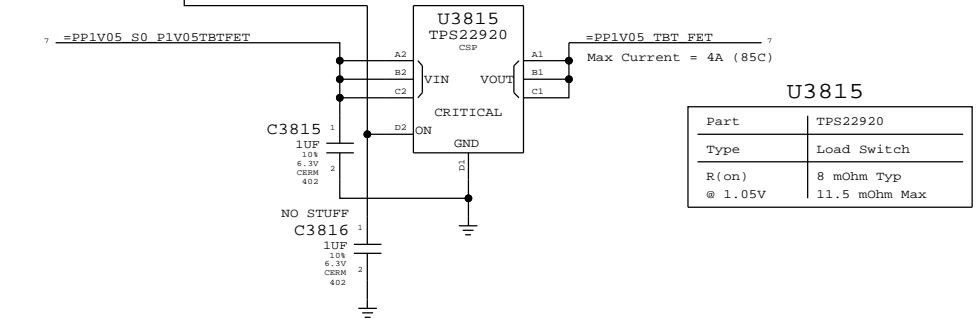 U3815
TPS22920
CSP
7 =PP1V05_S0_P1V05TBTFET
=PP1V05_TBT_FET 7
Max Current = 4A (85C)
A2 A1
B2 VIN VOUT B1
C2 C1
CRITICAL
D2 ON
GND
D1
C3815 1
1UF
10%
6.3V
CERM 2
402
NO STUFF
C3816 1
1UF
10%
6.3V
CERM 2
402
U3815
Part TPS22920
Type Load Switch
R(on) 8 mOhm Typ
@ 1.05V 11.5 mOhm Max